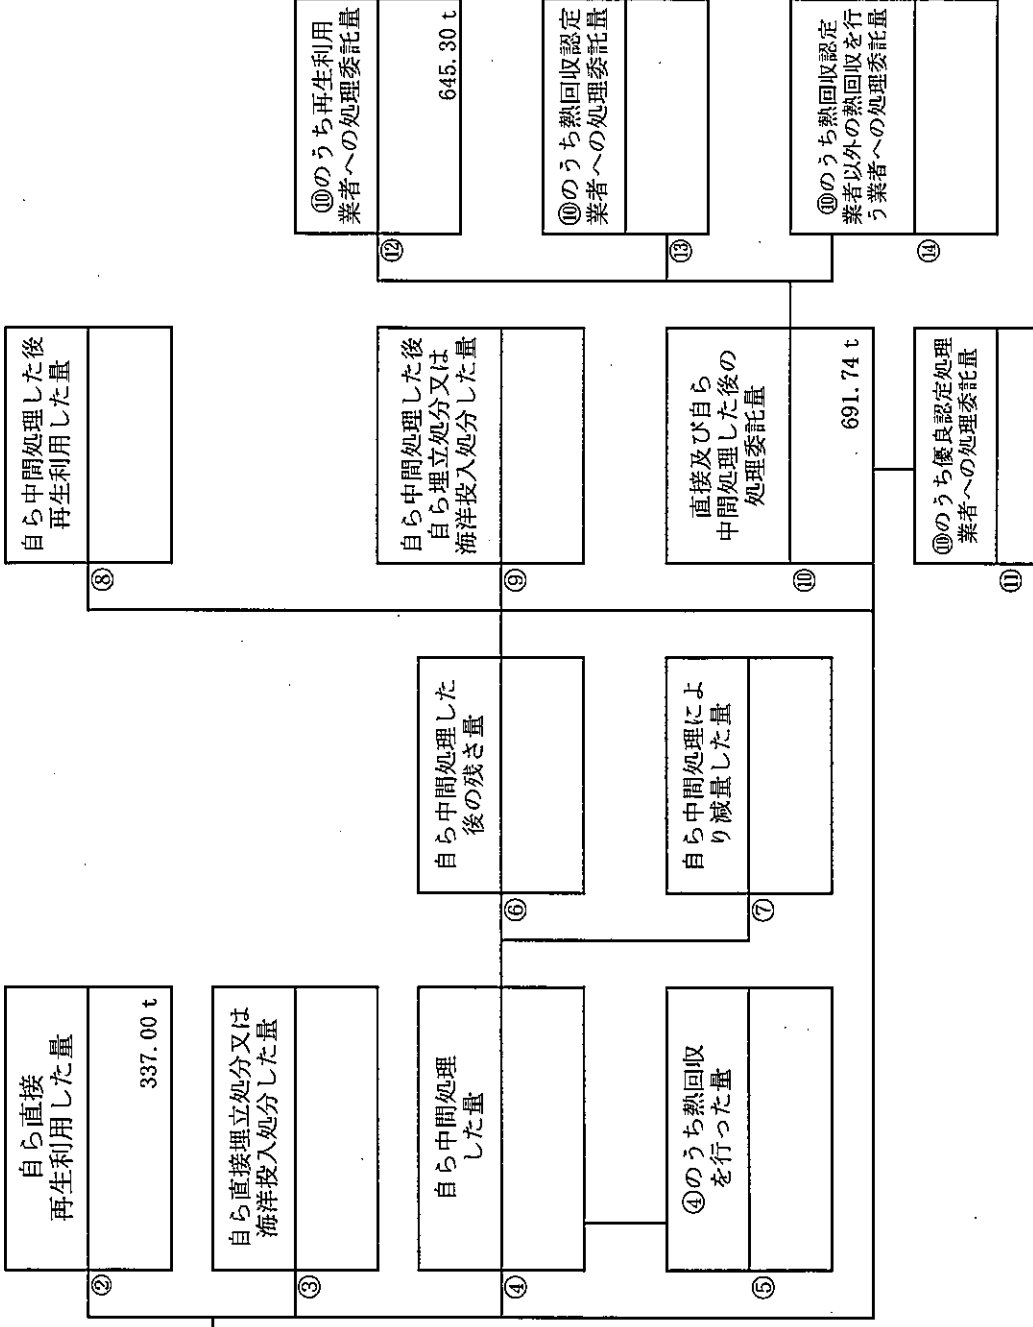 ②
自ら直接
再生利用した量
337.00 t
③
自ら直接埋立処分又は
海洋投入処分した量
④
自ら中間処理
した量
⑤
④のうち熱回収
を行った量
⑥
自ら中間処理した
後の残さ量
⑦
自ら中間処理によ
り減量した量
⑧
自ら中間処理した後
再生利用した量
⑨
自ら中間処理した後
自ら埋立処分又は
海洋投入処分した量
⑩
直接及び自ら
中間処理した後の
処理委託量
691.74 t
⑪
⑩のうち優良認定処理
業者への処理委託量
⑫
⑩のうち再生利用
業者への処理委託量
645.30 t
⑬
⑩のうち熱回収認定
業者への処理委託量
⑭
⑩のうち熱回収認定
業者以外の熱回収を行
う業者への処理委託量